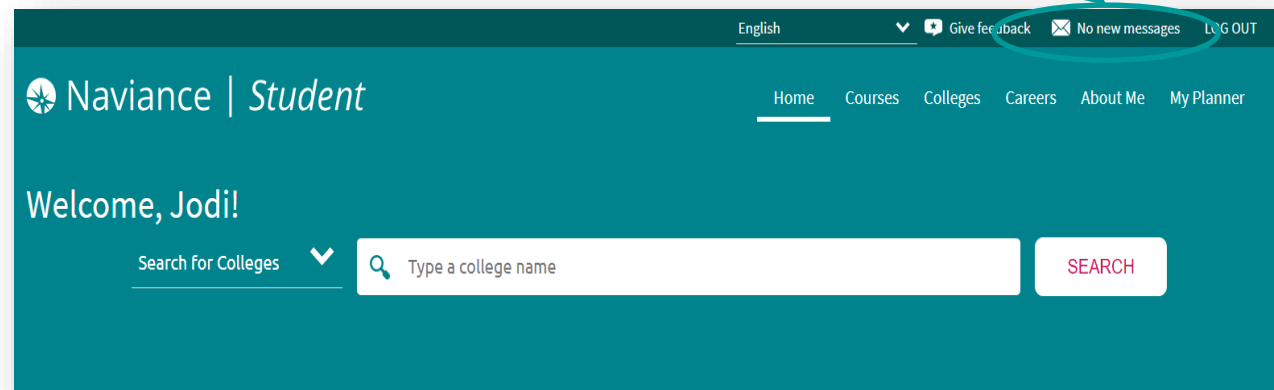 English Give feedback No new messages LOG OUT
Naviance | Student
Home Courses Colleges Careers About Me My Planner
Welcome, Jodi!
Search for Colleges Type a college name SEARCH